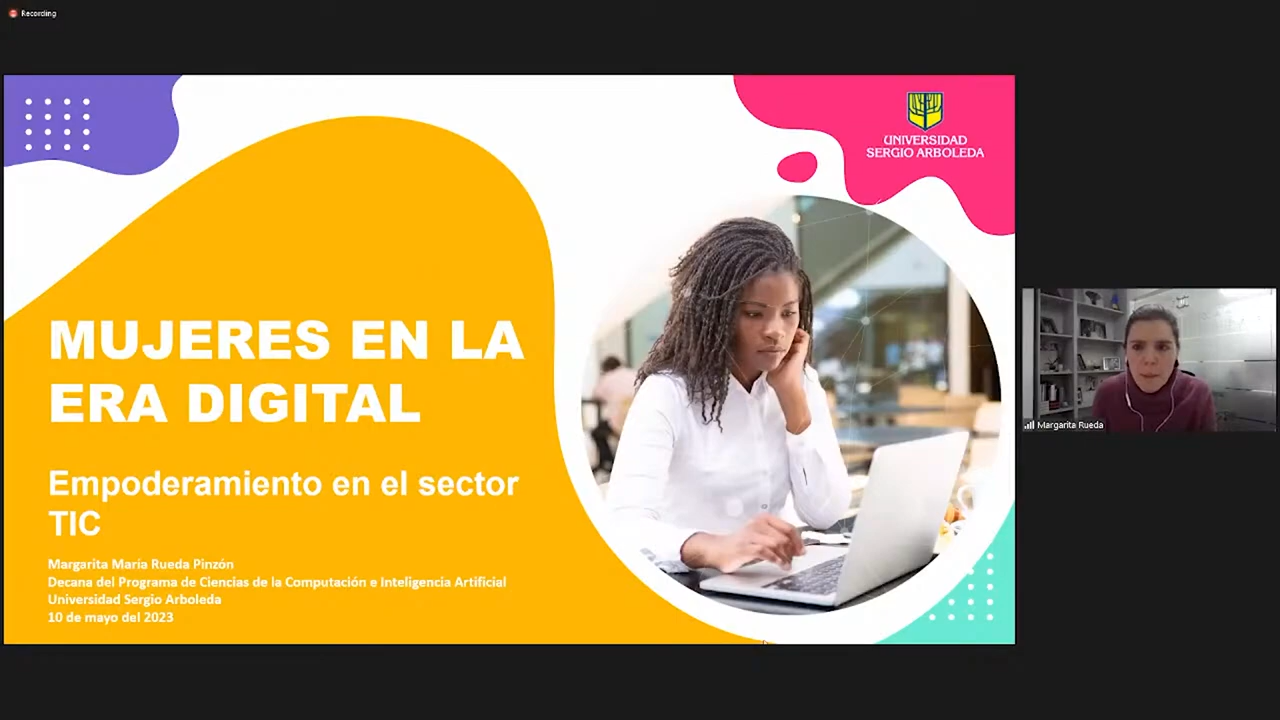 Recording
UNIVERSIDAD
SERGIO ARBOLEDA
MUJERES EN LA
ERA DIGITAL
Empoderamiento en el sector
TIC
Margarita María Rueda Pinzón
Decana del Programa de Ciencias de la Computación e Inteligencia Artificial
Universidad Sergio Arboleda
10 de mayo del 2023
Margarita Rueda